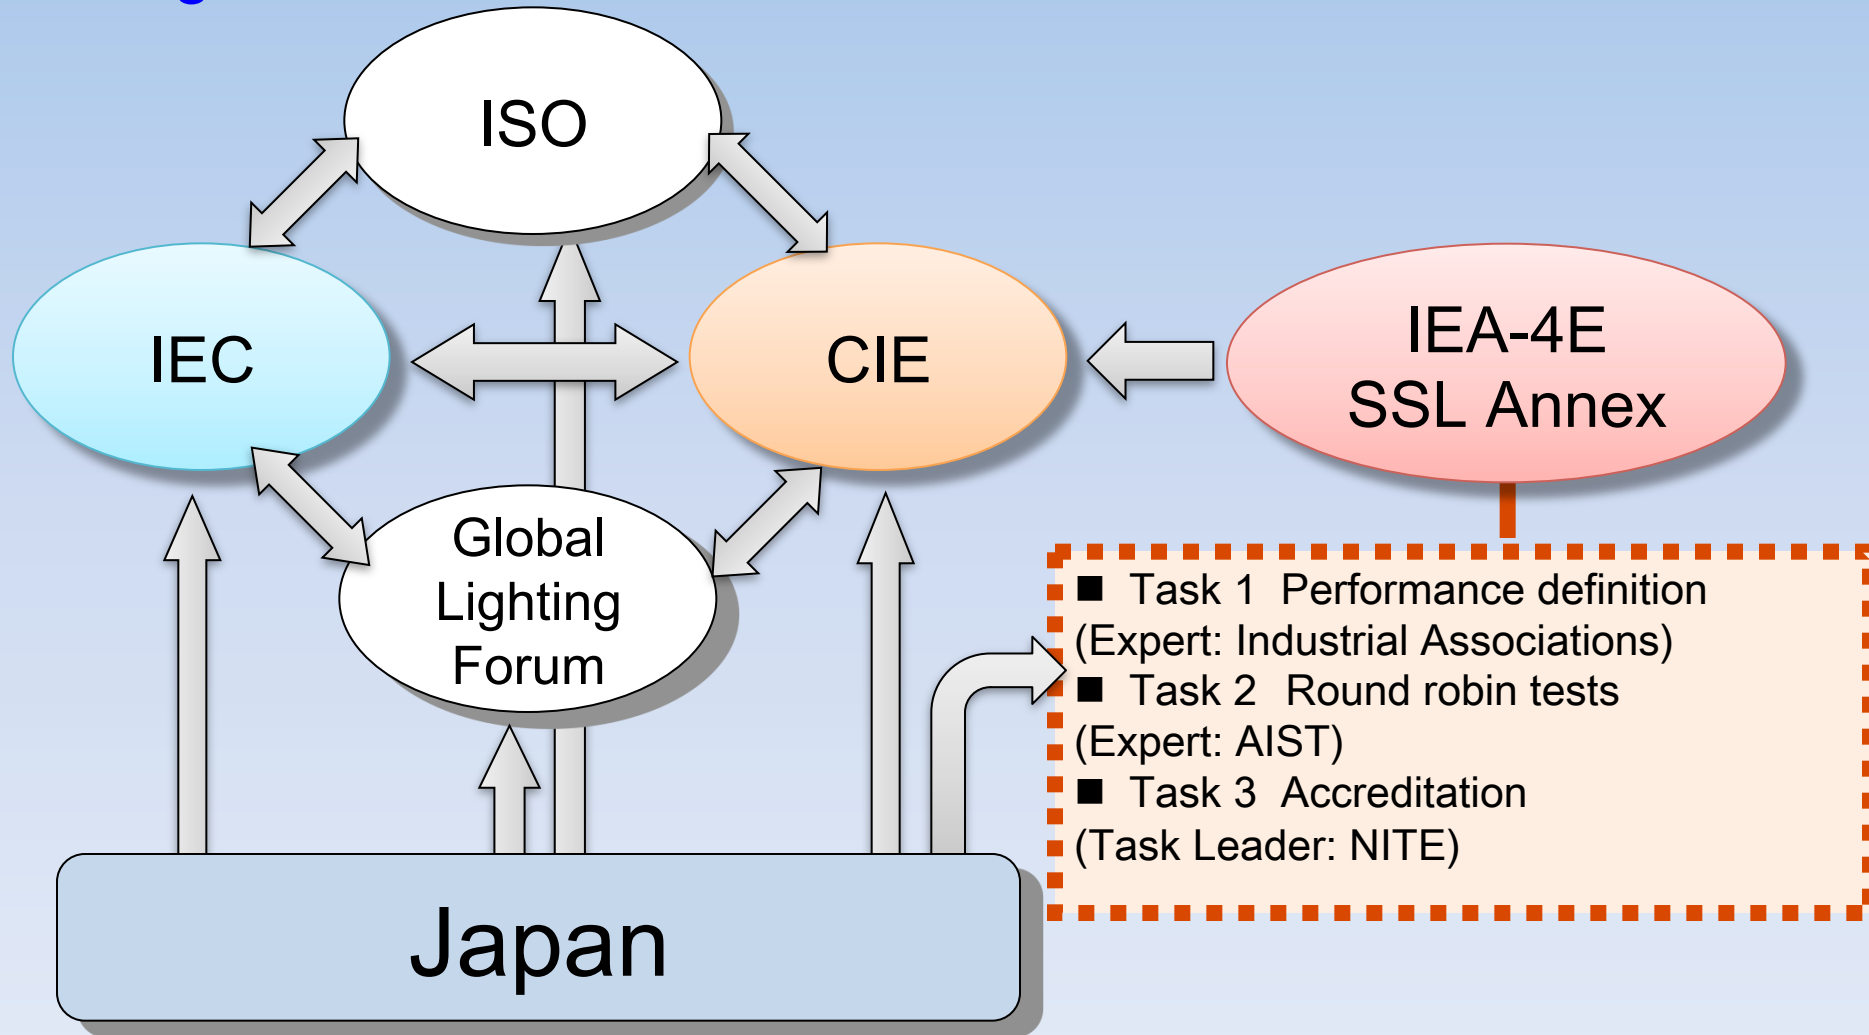 ISO
IEC
CIE
IEA-4E
SSL Annex
Global
Lighting
Forum
■ Task 1 Performance definition
(Expert: Industrial Associations)
■ Task 2 Round robin tests
(Expert: AIST)
■ Task 3 Accreditation
(Task Leader: NITE)
Japan